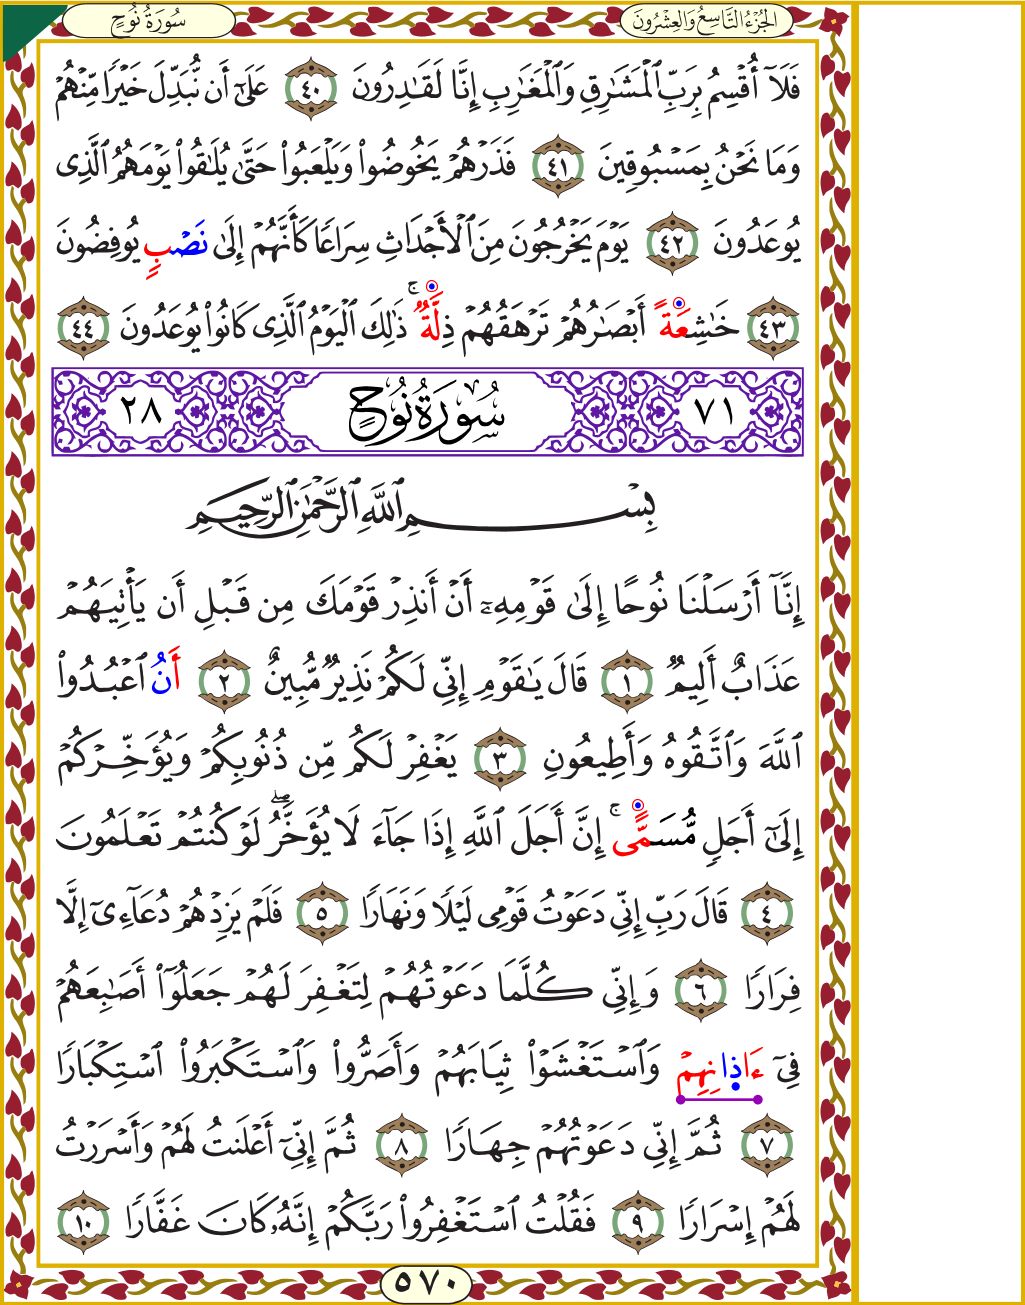 الجُزْءُ التَّاسِعُ وَالعِشْرُونَ
سُورَةُ نُوحٍ
فَلَآ أُقْسِمُ بِرَبِّ ٱلْمَشَٰرِقِ وَٱلْمَغَٰرِبِ إِنَّا لَقَٰدِرُونَ ٤٠ عَلَىٰٓ أَن نُّبَدِّلَ خَيْرًا مِّنْهُمْ
وَمَا نَحْنُ بِمَسْبُوقِينَ ٤١ فَذَرْهُمْ يَخُوضُوا۟ وَيَلْعَبُوا۟ حَتَّىٰ يُلَٰقُوا۟ يَوْمَهُمُ ٱلَّذِى
يُوعَدُونَ ٤٢ يَوْمَ يَخْرُجُونَ مِنَ ٱلْأَجْدَاثِ سِرَاعًا كَأَنَّهُمْ إِلَىٰ نَصْبٍ يُوفِضُونَ
٤٣ خَٰشِعَةً أَبْصَٰرُهُمْ تَرْهَقُهُمْ ذِلَّةٌ ۚ ذَٰلِكَ ٱلْيَوْمُ ٱلَّذِى كَانُوا۟ يُوعَدُونَ ٤٤
٧١ سُورَةُ نُوحٍ ٢٨
بِسْمِ ٱللَّهِ ٱلرَّحْمَٰنِ ٱلرَّحِيمِ
إِنَّآ أَرْسَلْنَا نُوحًا إِلَىٰ قَوْمِهِۦٓ أَنْ أَنذِرْ قَوْمَكَ مِن قَبْلِ أَن يَأْتِيَهُمْ
عَذَابٌ أَلِيمٌ ١ قَالَ يَٰقَوْمِ إِنِّى لَكُمْ نَذِيرٌ مُّبِينٌ ٢ أَنُ ٱعْبُدُوا۟
ٱللَّهَ وَٱتَّقُوهُ وَأَطِيعُونِ ٣ يَغْفِرْ لَكُم مِّن ذُنُوبِكُمْ وَيُؤَخِّرْكُمْ
إِلَىٰٓ أَجَلٍ مُّسَمًّى ۚ إِنَّ أَجَلَ ٱللَّهِ إِذَا جَآءَ لَا يُؤَخَّرُ ۖ لَوْ كُنتُمْ تَعْلَمُونَ
٤ قَالَ رَبِّ إِنِّى دَعَوْتُ قَوْمِى لَيْلًا وَنَهَارًا ٥ فَلَمْ يَزِدْهُمْ دُعَآءِىٓ إِلَّا
فِرَارًا ٦ وَإِنِّى كُلَّمَا دَعَوْتُهُمْ لِتَغْفِرَ لَهُمْ جَعَلُوٓا۟ أَصَٰبِعَهُمْ
فِىٓ ءَاذَانِهِمْ وَٱسْتَغْشَوْا۟ ثِيَابَهُمْ وَأَصَرُّوا۟ وَٱسْتَكْبَرُوا۟ ٱسْتِكْبَارًا
٧ ثُمَّ إِنِّى دَعَوْتُهُمْ جِهَارًا ٨ ثُمَّ إِنِّىٓ أَعْلَنتُ لَهُمْ وَأَسْرَرْتُ
لَهُمْ إِسْرَارًا ٩ فَقُلْتُ ٱسْتَغْفِرُوا۟ رَبَّكُمْ إِنَّهُۥ كَانَ غَفَّارًا ١٠
٥٧٠